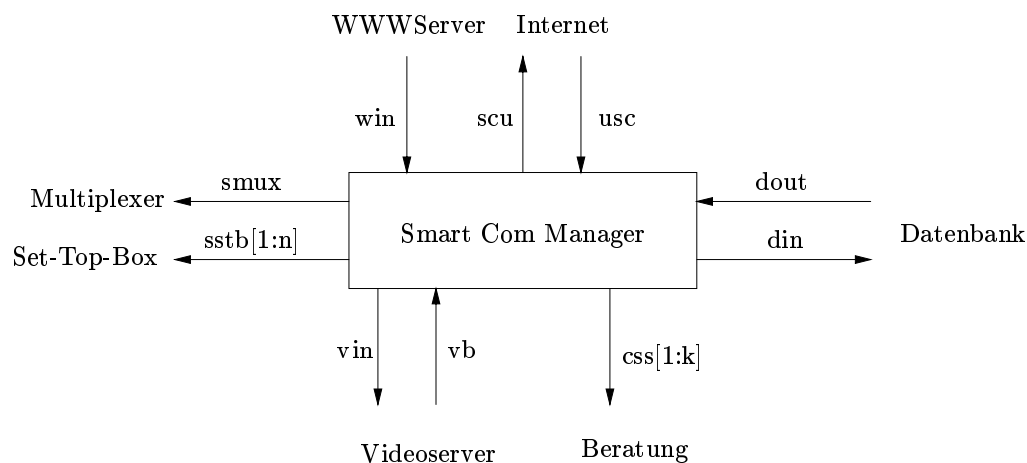 WWWServer
Internet
win
scu
usc
smux
dout
Multiplexer
Smart Com Manager
Datenbank
sstb[1:n]
din
Set-Top-Box
vin
vb
css[1:k]
Videoserver
Beratung